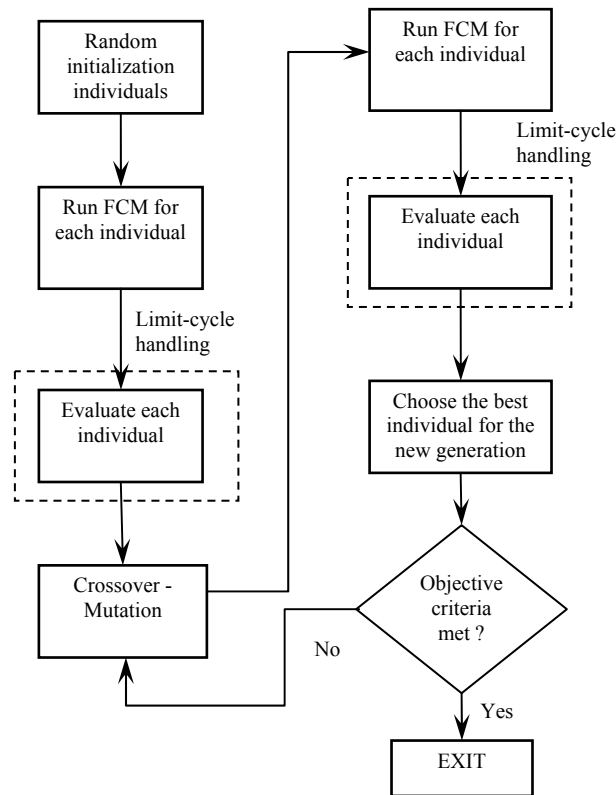 Random
initialization
individuals
Run FCM for
each individual
Limit-cycle
handling
Evaluate each
individual
Crossover -
Mutation
Run FCM for
each individual
Limit-cycle
handling
Evaluate each
individual
Choose the best
individual for the
new generation
Objective
criteria
met ?
No
Yes
EXIT